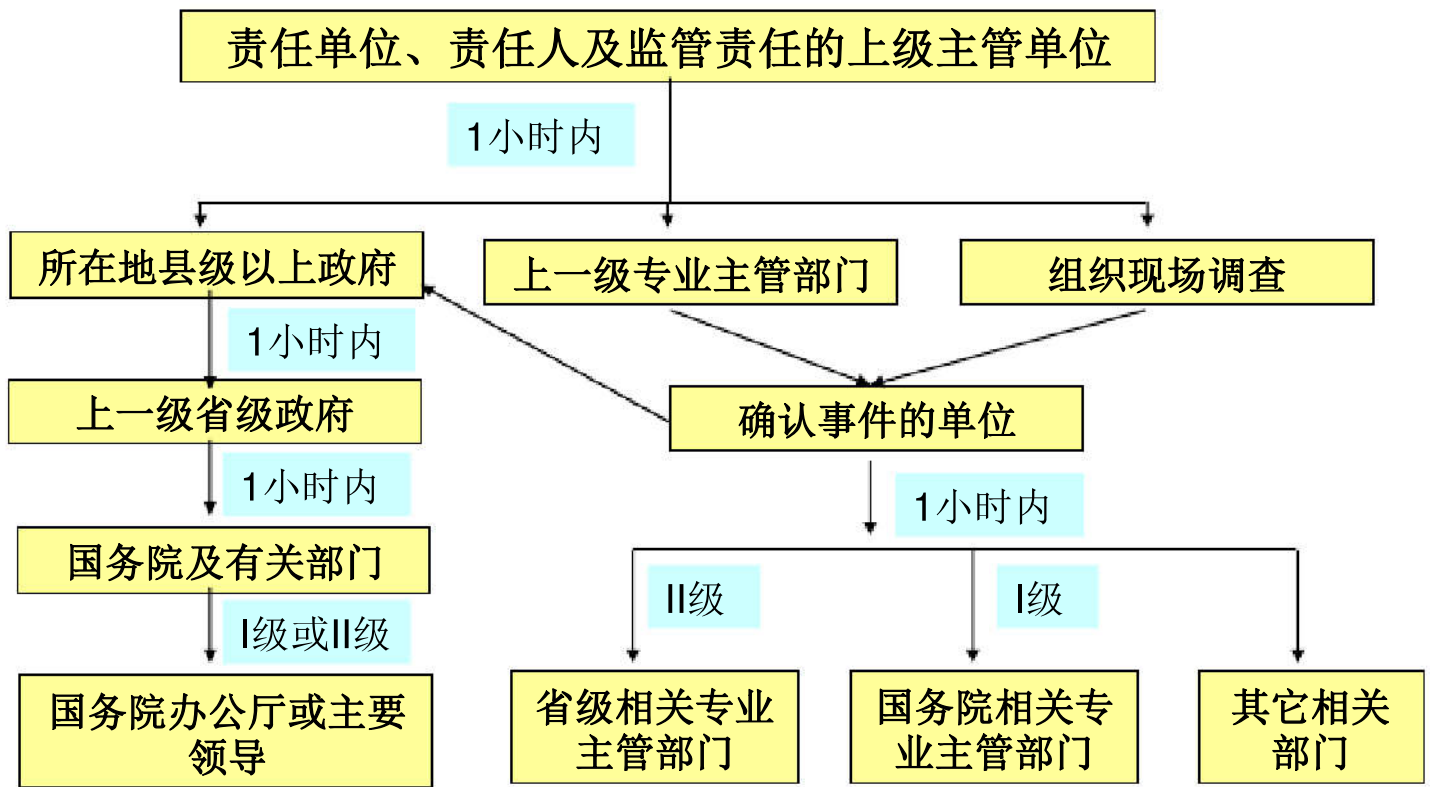 责任单位、责任人及监管责任的上级主管单位
1小时内
所在地县级以上政府
上一级专业主管部门
组织现场调查
1小时内
上一级省级政府
确认事件的单位
1小时内
1小时内
国务院及有关部门
II级
I级
I级或II级
国务院办公厅或主要
领导
省级相关专业
主管部门
国务院相关专
业主管部门
其它相关
部门